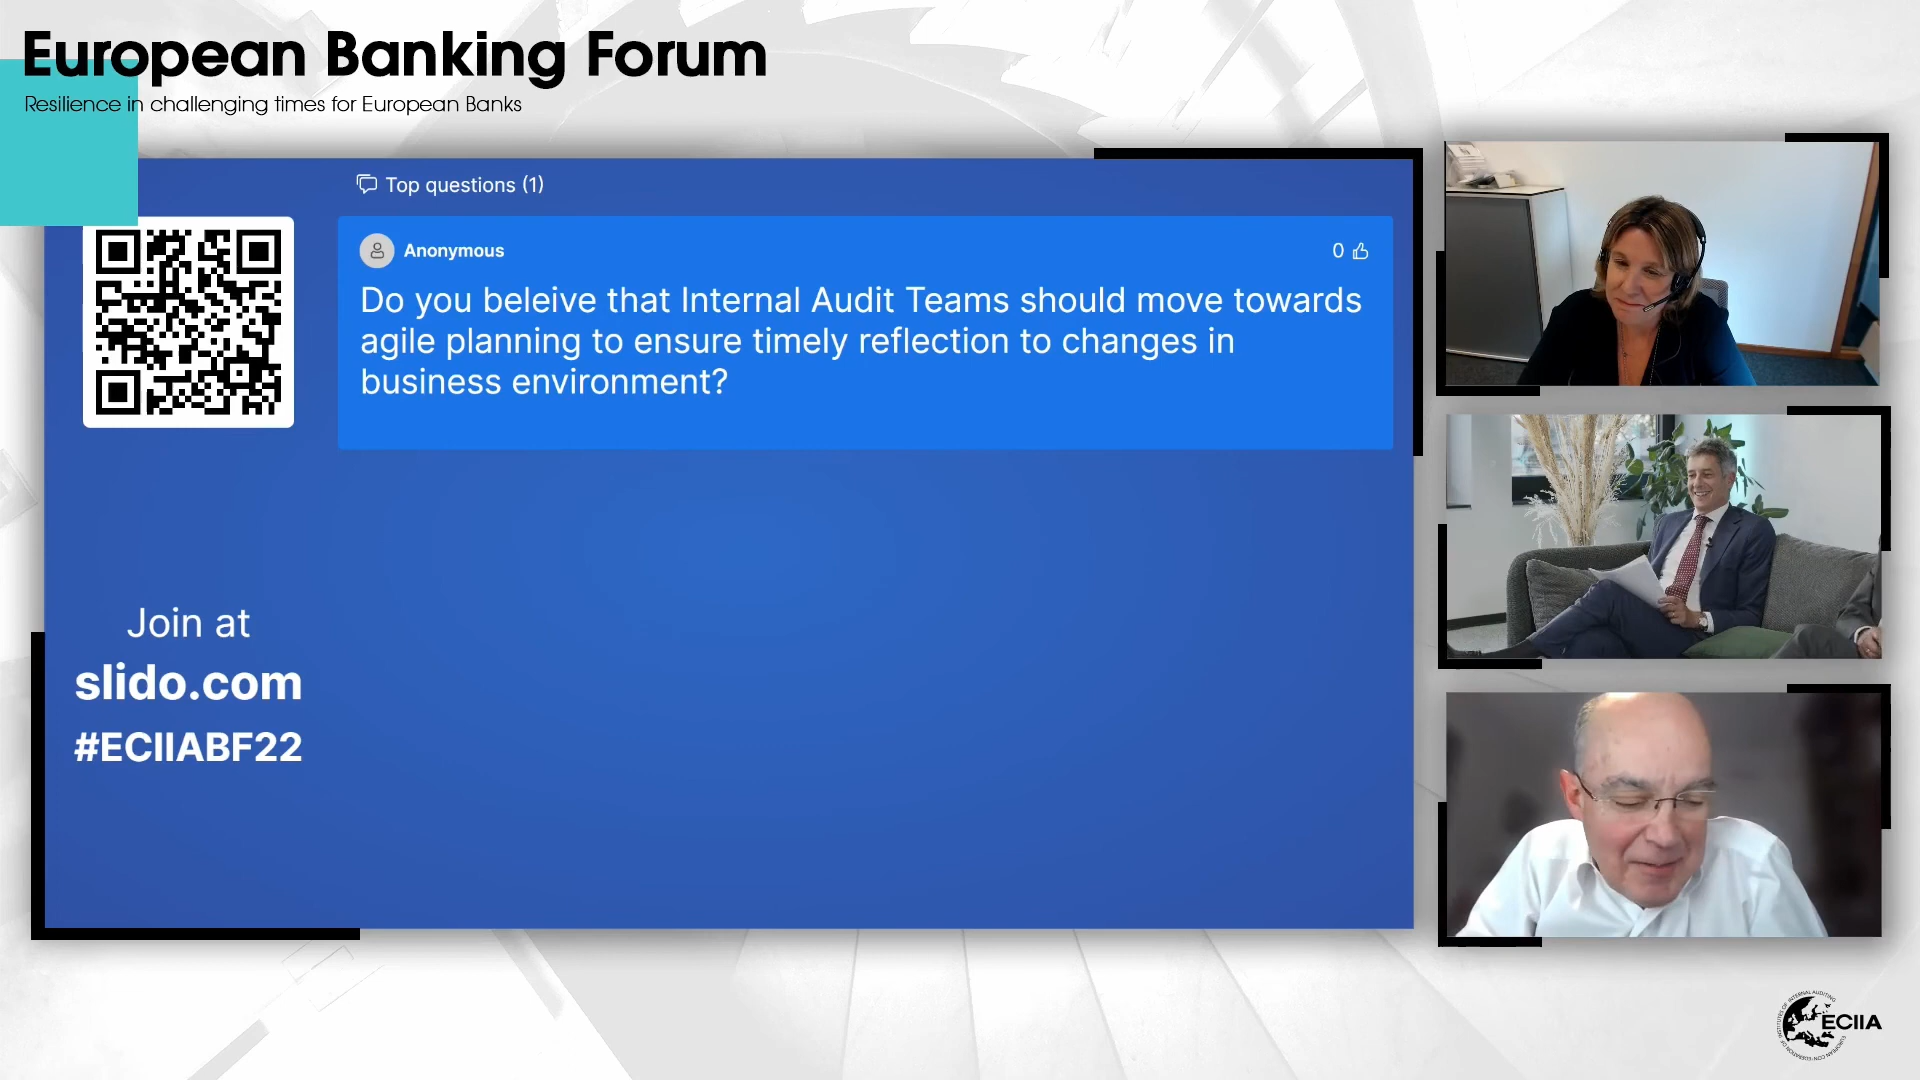 European Banking Forum
Resilience in challenging times for European Banks
Top questions (1)
Anonymous
0
Do you beleive that Internal Audit Teams should move towards
agile planning to ensure timely reflection to changes in
business environment?
Join at
slido.com
#ECIIABF22
ECIIA